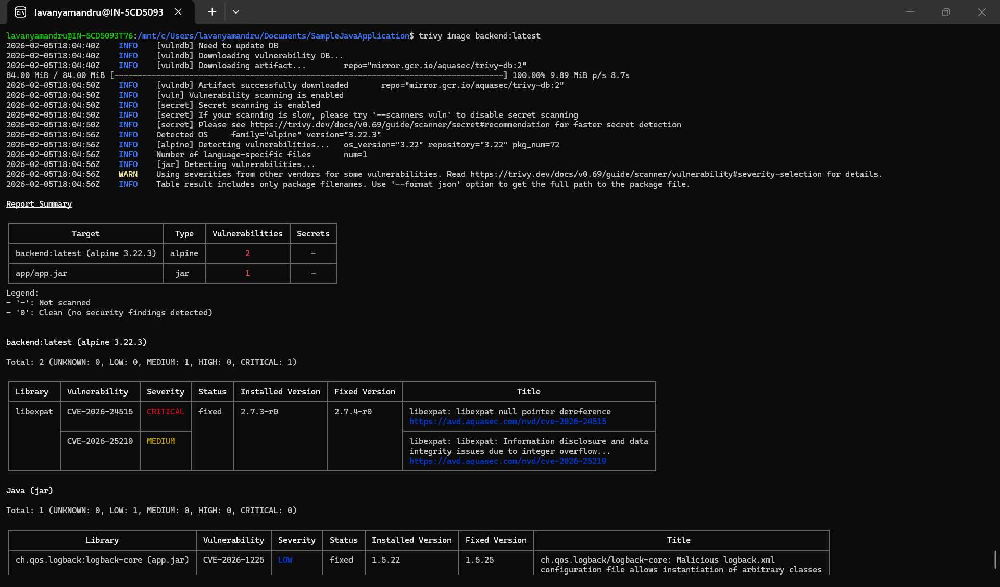 lavanyamandru@IN-5CD5093
lavanyamandru@IN-5CD5093T76:/mnt/c/Users/lavanyamandru/Documents/SampleJavaApplication$ trivy image backend:latest
2026-02-05T18:04:40Z INFO [vulndb] Need to update DB
2026-02-05T18:04:40Z INFO [vulndb] Downloading vulnerability DB...
2026-02-05T18:04:40Z INFO [vulndb] Downloading artifact... repo="mirror.gcr.io/aquasec/trivy-db:2"
84.00 MiB / 84.00 MiB [-----------------------------------------------------------------------------------] 100.00% 9.89 MiB p/s 8.7s
2026-02-05T18:04:50Z INFO [vulndb] Artifact successfully downloaded repo="mirror.gcr.io/aquasec/trivy-db:2"
2026-02-05T18:04:50Z INFO [vuln] Vulnerability scanning is enabled
2026-02-05T18:04:50Z INFO [secret] Secret scanning is enabled
2026-02-05T18:04:50Z INFO [secret] If your scanning is slow, please try '--scanners vuln' to disable secret scanning
2026-02-05T18:04:50Z INFO [secret] Please see https://trivy.dev/docs/v0.69/guide/scanner/secret#recommendation for faster secret detection
2026-02-05T18:04:56Z INFO Detected OS family="alpine" version="3.22.3"
2026-02-05T18:04:56Z INFO [alpine] Detecting vulnerabilities... os_version="3.22" repository="3.22" pkg_num=72
2026-02-05T18:04:56Z INFO Number of language-specific files num=1
2026-02-05T18:04:56Z INFO [jar] Detecting vulnerabilities...
2026-02-05T18:04:56Z WARN Using severities from other vendors for some vulnerabilities. Read https://trivy.dev/docs/v0.69/guide/scanner/vulnerability#severity-selection for details.
2026-02-05T18:04:56Z INFO Table result includes only package filenames. Use '--format json' option to get the full path to the package file.
Report Summary
Target Type Vulnerabilities Secrets
backend:latest (alpine 3.22.3) alpine 2 -
app/app.jar jar 1 -
Legend:
- '-': Not scanned
- '0': Clean (no security findings detected)
backend:latest (alpine 3.22.3)
Total: 2 (UNKNOWN: 0, LOW: 0, MEDIUM: 1, HIGH: 0, CRITICAL: 1)
Library Vulnerability Severity Status Installed Version Fixed Version Title
libexpat CVE-2026-24515 CRITICAL fixed 2.7.3-r0 2.7.4-r0 libexpat: libexpat null pointer dereference
https://avd.aquasec.com/nvd/cve-2026-24515
CVE-2026-25210 MEDIUM libexpat: libexpat: Information disclosure and data
integrity issues due to integer overflow...
https://avd.aquasec.com/nvd/cve-2026-25210
Java (jar)
Total: 1 (UNKNOWN: 0, LOW: 1, MEDIUM: 0, HIGH: 0, CRITICAL: 0)
Library Vulnerability Severity Status Installed Version Fixed Version Title
ch.qos.logback:logback-core (app.jar) CVE-2026-1225 LOW fixed 1.5.22 1.5.25 ch.qos.logback/logback-core: Malicious logback.xml
configuration file allows instantiation of arbitrary classes